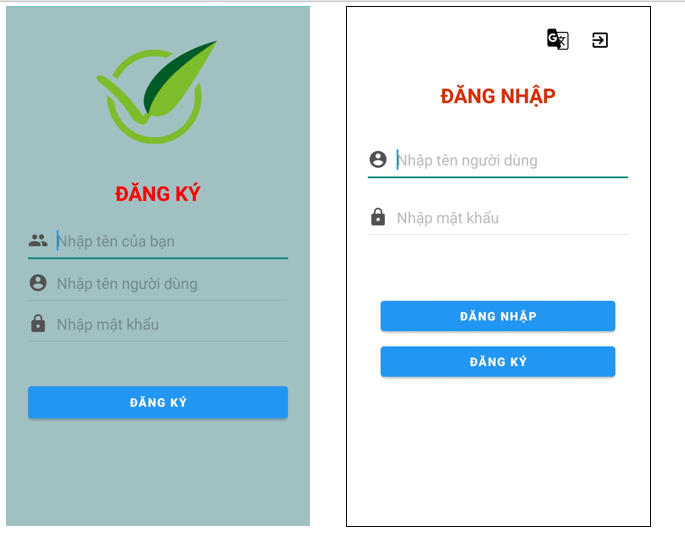 ĐĂNG KÝ
Nhập tên của bạn
Nhập tên người dùng
Nhập mật khẩu
ĐĂNG KÝ
ĐĂNG NHẬP
Nhập tên người dùng
Nhập mật khẩu
ĐĂNG NHẬP
ĐĂNG KÝ